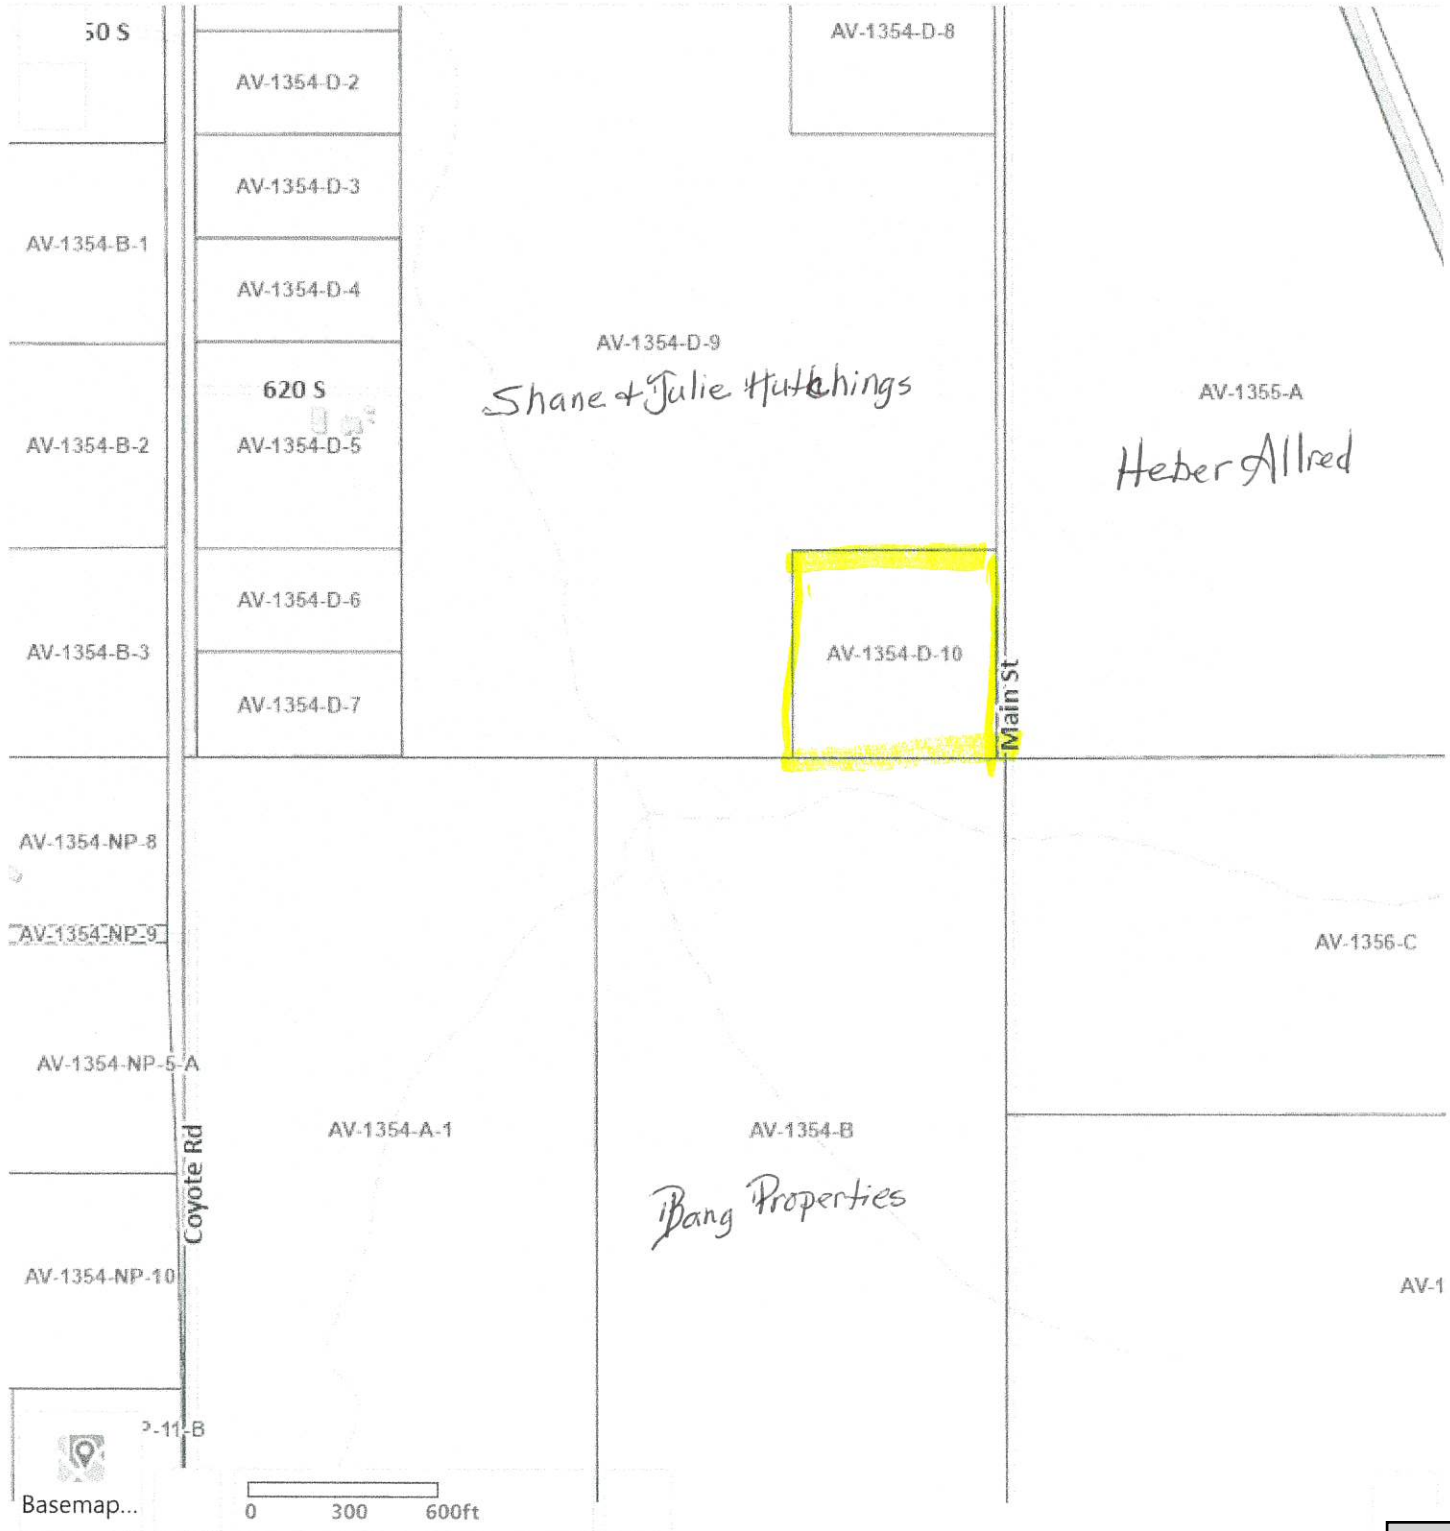 50 S
AV-1354-D-8
AV-1354-D-2
AV-1354-D-3
AV-1354-B-1
AV-1354-D-4
AV-1354-D-9
620 S
Shane & Julie Hutchings
AV-1355-A
AV-1354-B-2
AV-1354-D-5
Heber Allred
AV-1354-D-6
AV-1354-B-3
AV-1354-D-10
Main St
AV-1354-D-7
AV-1354-NP-8
AV-1354-NP-9
AV-1356-C
AV-1354-NP-5-A
AV-1354-A-1
AV-1354-B
Coyote Rd
Bang Properties
AV-1354-NP-10
AV-1
P-11-B
Basemap...
0 300 600ft